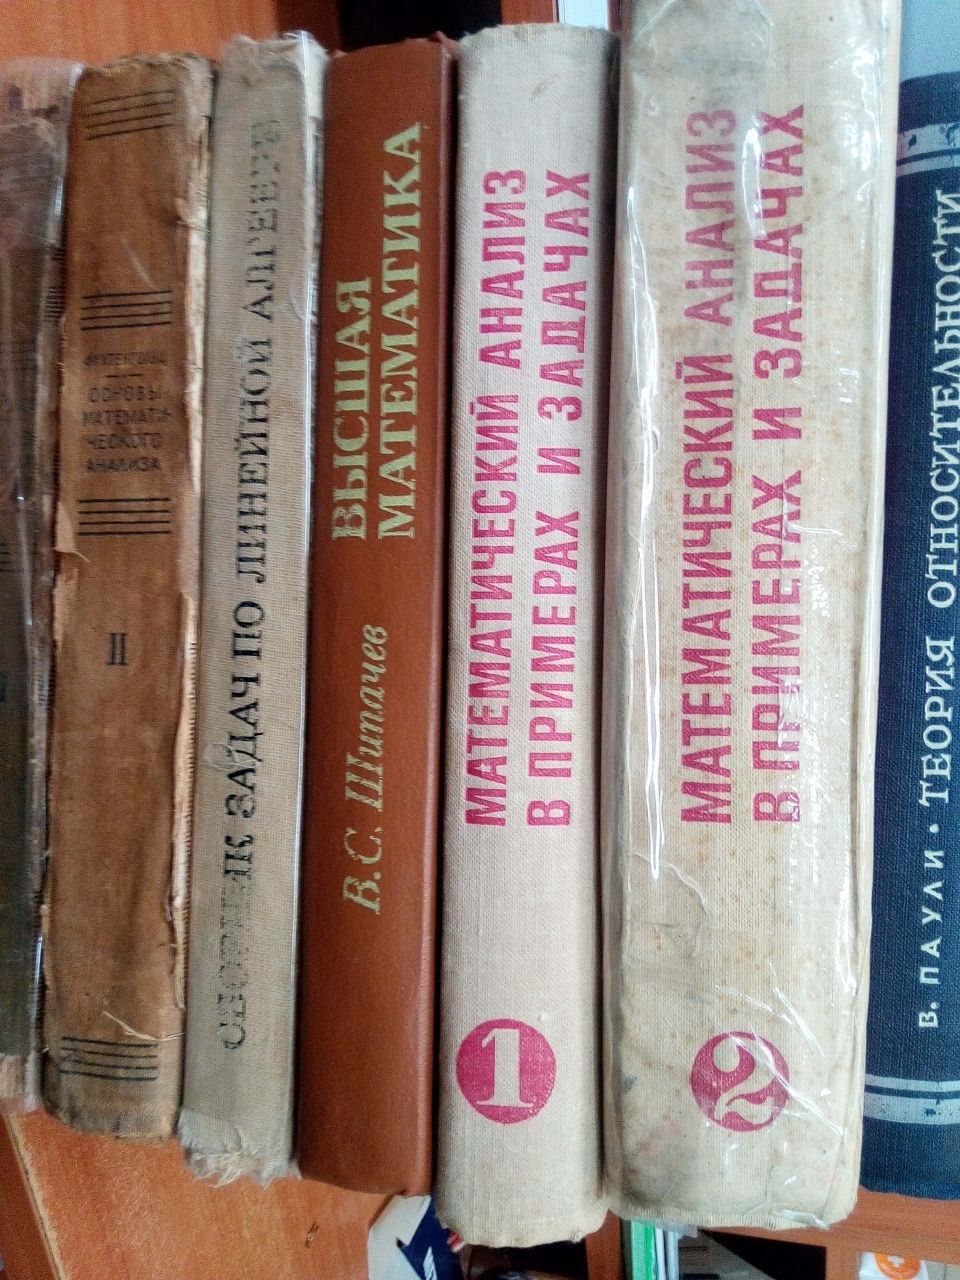 ФИХТЕНГОЛЬЦ
ОСНОВЫ
МАТЕМАТИ-
ЧЕСКОГО
АНАЛИЗА
II
СБОРНИК ЗАДАЧ ПО ЛИНЕЙНОЙ АЛГЕБРЕ
В.С. Шипачев
ВЫСШАЯ
МАТЕМАТИКА
МАТЕМАТИЧЕСКИЙ АНАЛИЗ
В ПРИМЕРАХ И ЗАДАЧАХ
1
МАТЕМАТИЧЕСКИЙ АНАЛИЗ
В ПРИМЕРАХ И ЗАДАЧАХ
2
В. ПАУЛИ • ТЕОРИЯ ОТНОСИТЕЛЬНОСТИ